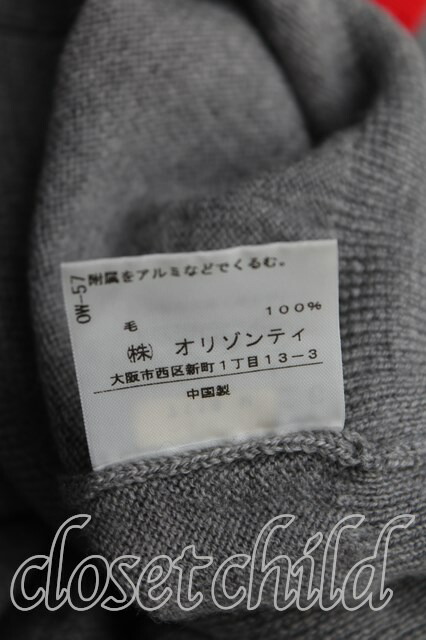 OW-57
附属をアルミなどでくるむ。
毛 100%
㈱ オリゾンティ
大阪市西区新町1丁目13-3
中国製
closet child